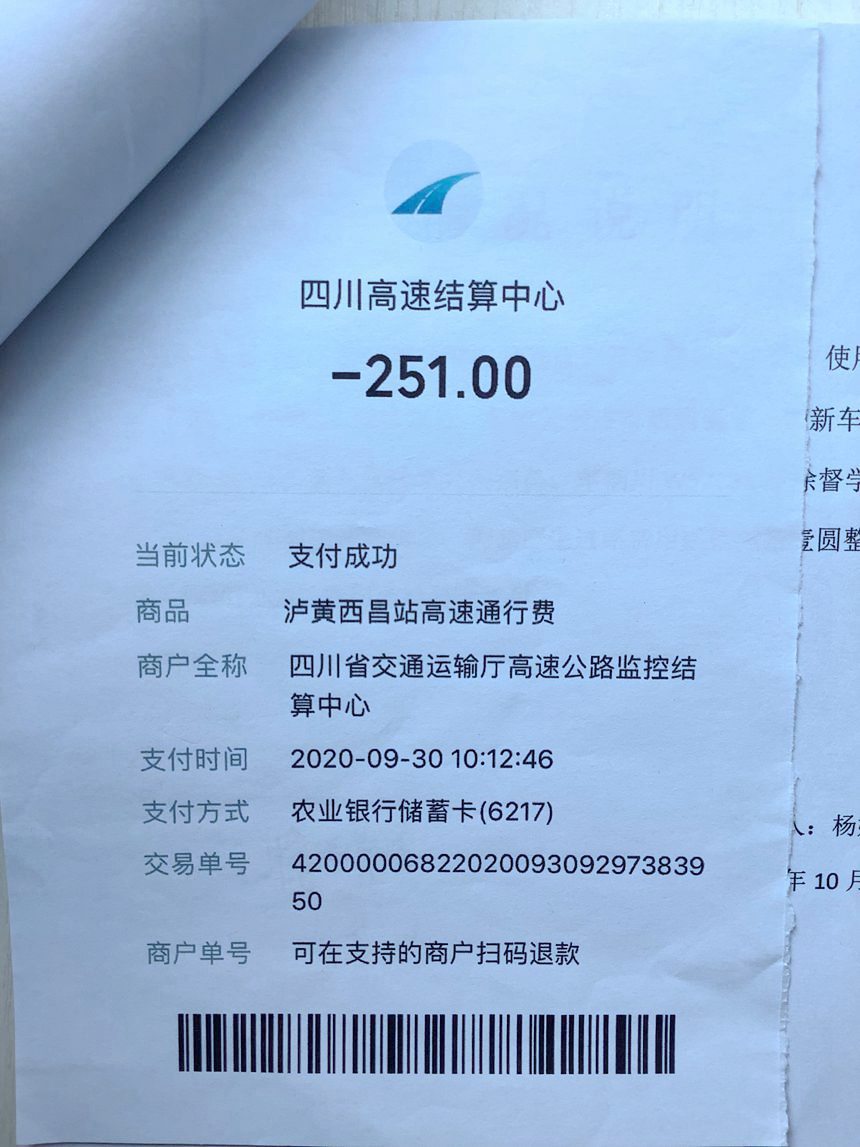 四川高速结算中心
-251.00
当前状态 支付成功
商品 泸黄西昌站高速通行费
商户全称 四川省交通运输厅高速公路监控结
算中心
支付时间 2020-09-30 10:12:46
支付方式 农业银行储蓄卡(6217)
交易单号 42000006822020093092973839
50
商户单号 可在支持的商户扫码退款
使用
新车
督学
圆整
人：杨
年 10 月